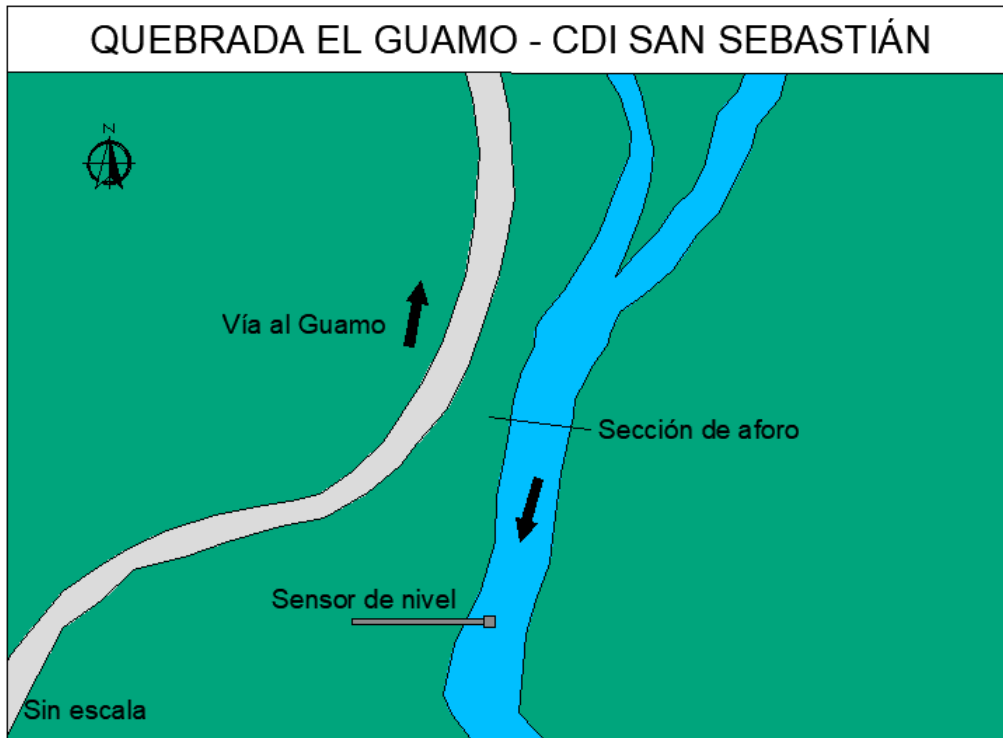 QUEBRADA EL GUAMO - CDI SAN SEBASTIÁN
N
Vía al Guamo
Sección de aforo
Sensor de nivel
Sin escala